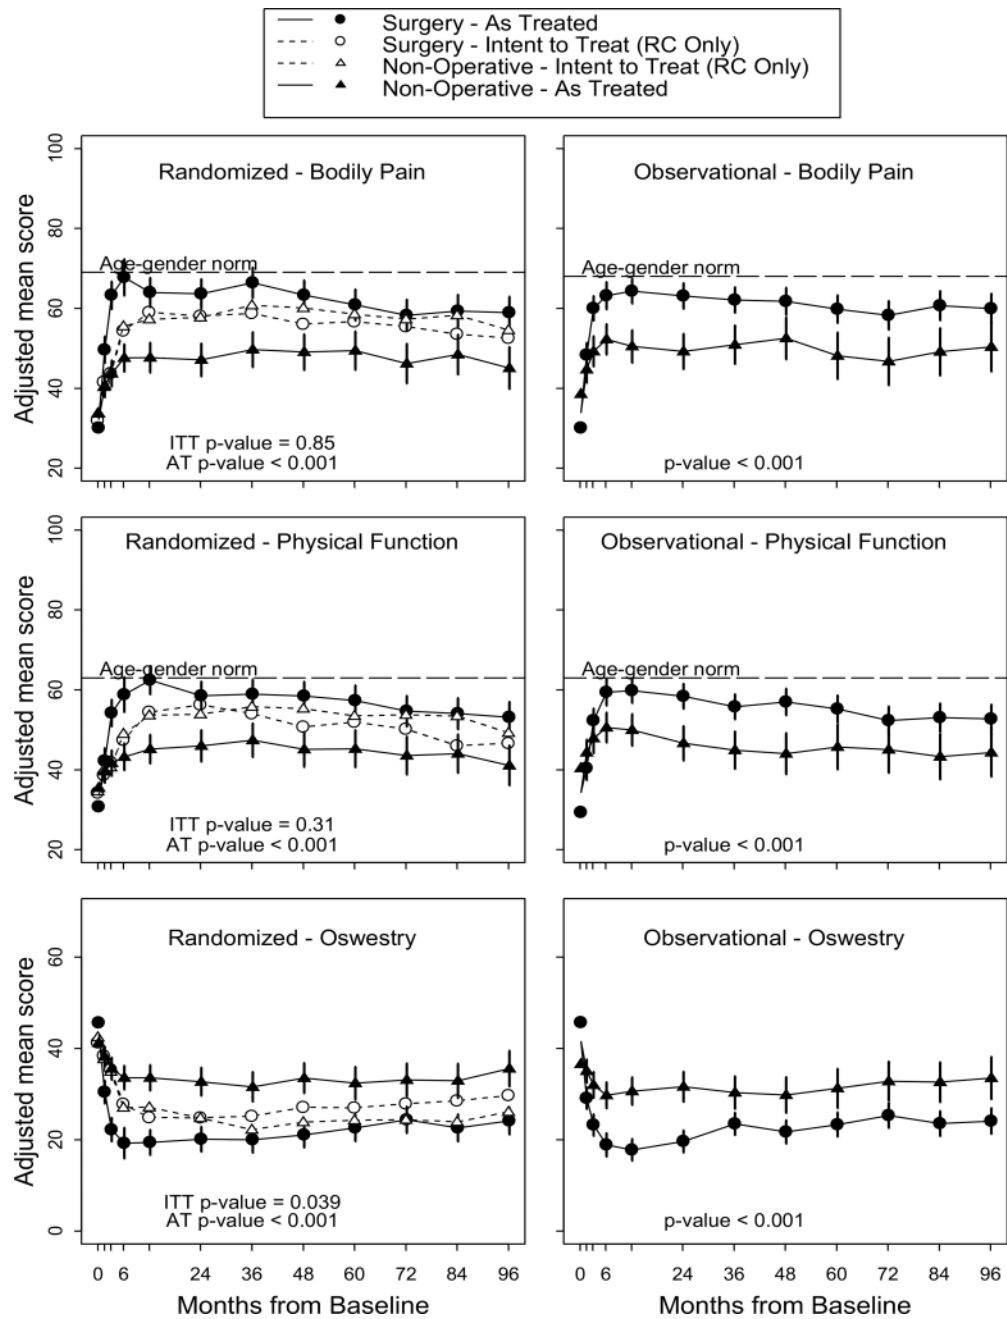 Surgery - As Treated
Surgery - Intent to Treat (RC Only)
Non-Operative - Intent to Treat (RC Only)
Non-Operative - As Treated
Adjusted mean score
100
80
60
40
20
Randomized - Bodily Pain
Age-gender norm
ITT p-value = 0.85
AT p-value < 0.001
Observational - Bodily Pain
Age-gender norm
p-value < 0.001
Adjusted mean score
100
80
60
40
20
Randomized - Physical Function
Age-gender norm
ITT p-value = 0.31
AT p-value < 0.001
Observational - Physical Function
Age-gender norm
p-value < 0.001
Adjusted mean score
60
40
20
0
Randomized - Oswestry
ITT p-value = 0.039
AT p-value < 0.001
Observational - Oswestry
p-value < 0.001
0 6 24 36 48 60 72 84 96
Months from Baseline
0 6 24 36 48 60 72 84 96
Months from Baseline